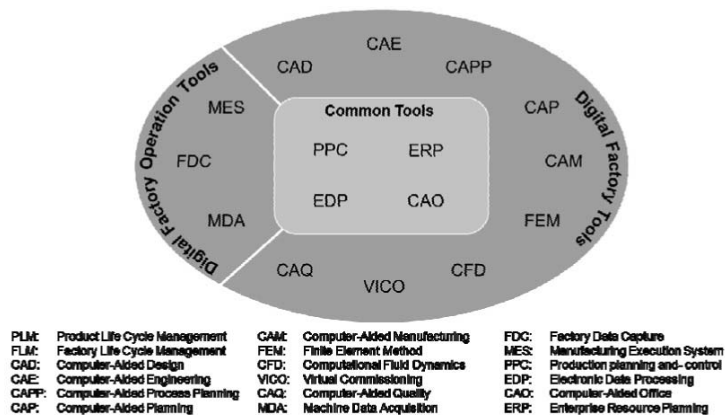 CAE
CAD
CAPP
Digital Factory Operation Tools
MES
Common Tools
CAP
Digital Factory Tools
PPC
ERP
FDC
CAM
EDP
CAO
MDA
FEM
CAQ
CFD
VICO
PLM: Product Life Cycle Management
FLM: Factory Life Cycle Management
CAD: Computer-Aided Design
CAE: Computer-Aided Engineering
CAPP: Computer-Aided Process Planning
CAP: Computer-Aided Planning
CAM: Computer-Aided Manufacturing
FEM: Finite Element Method
CFD: Computational Fluid Dynamics
VICO: Virtual Commissioning
CAQ: Computer-Aided Quality
MDA: Machine Data Acquisition
FDC: Factory Data Capture
MES: Manufacturing Execution System
PPC: Production planning and- control
EDP: Electronic Data Processing
CAO: Computer-Aided Office
ERP: Enterprise Resource Planning